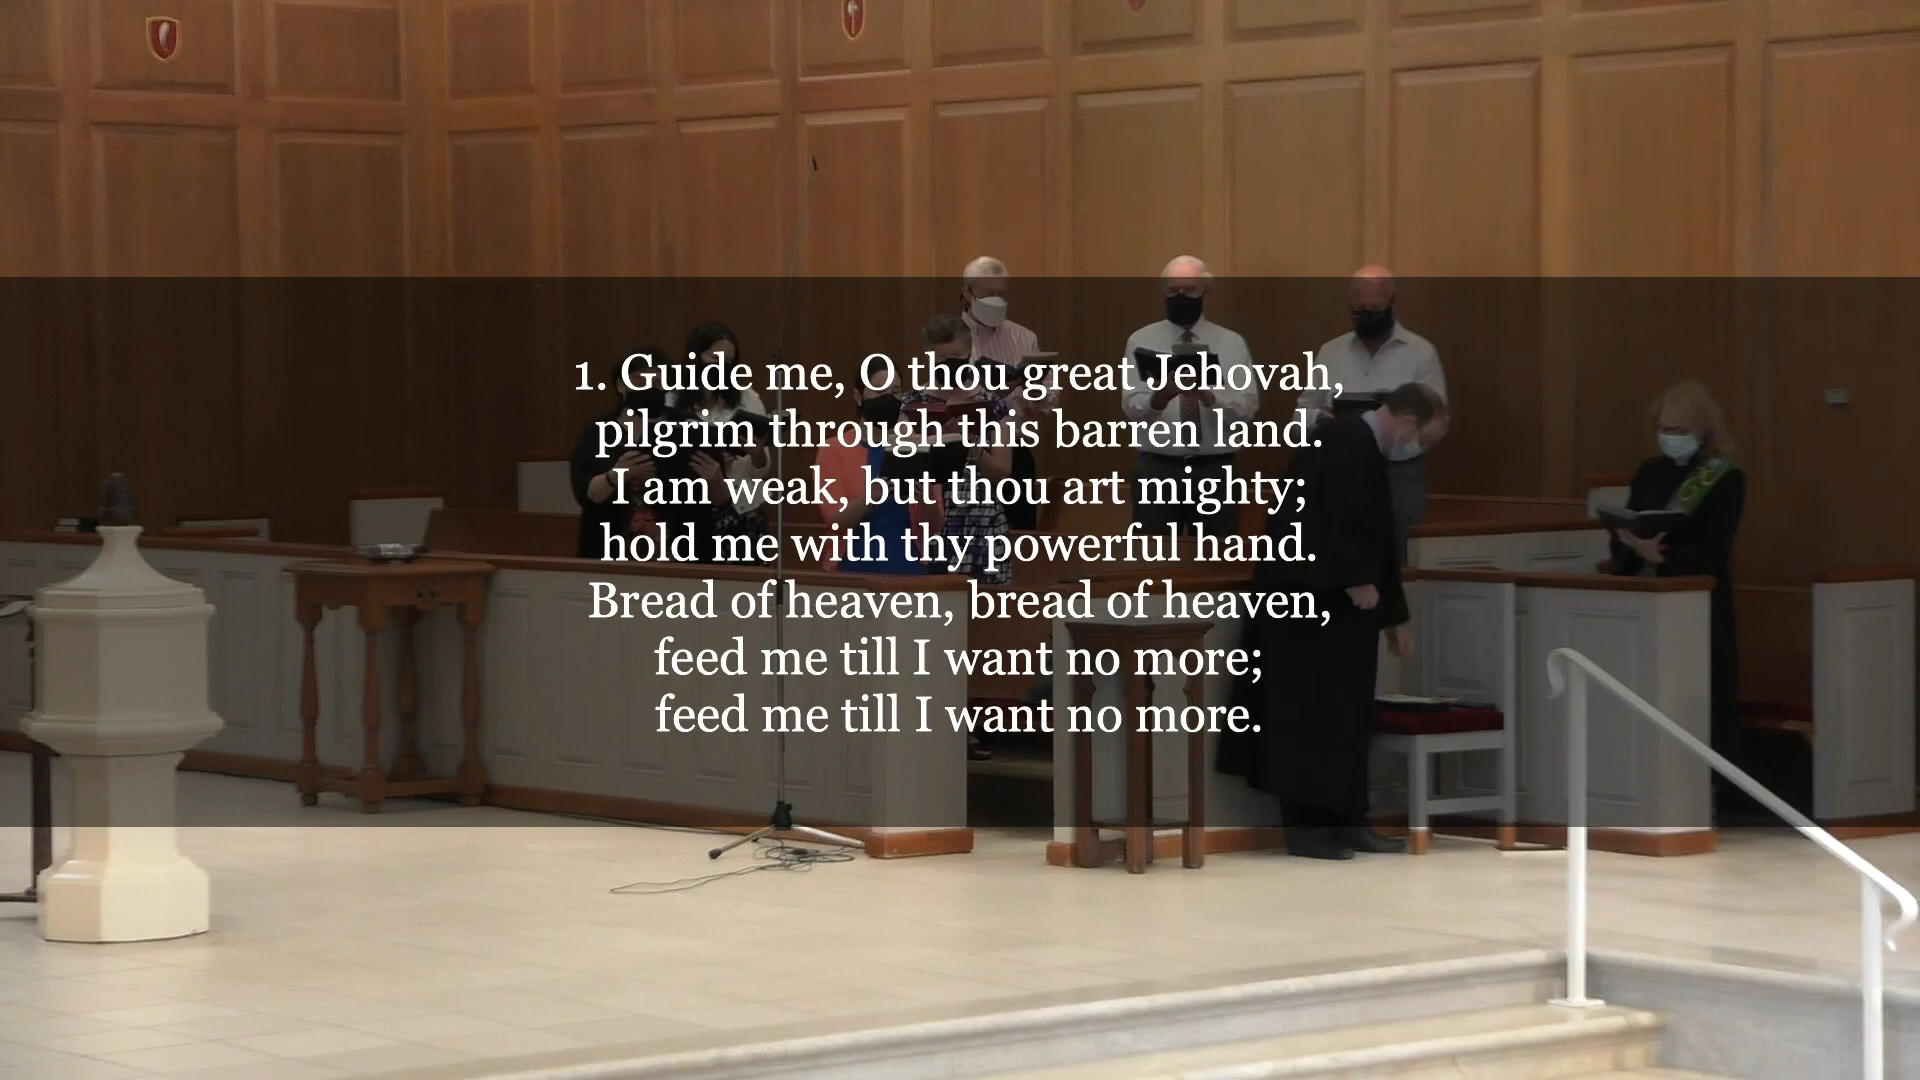 1. Guide me, O thou great Jehovah,
pilgrim through this barren land.
I am weak, but thou art mighty;
hold me with thy powerful hand.
Bread of heaven, bread of heaven,
feed me till I want no more;
feed me till I want no more.